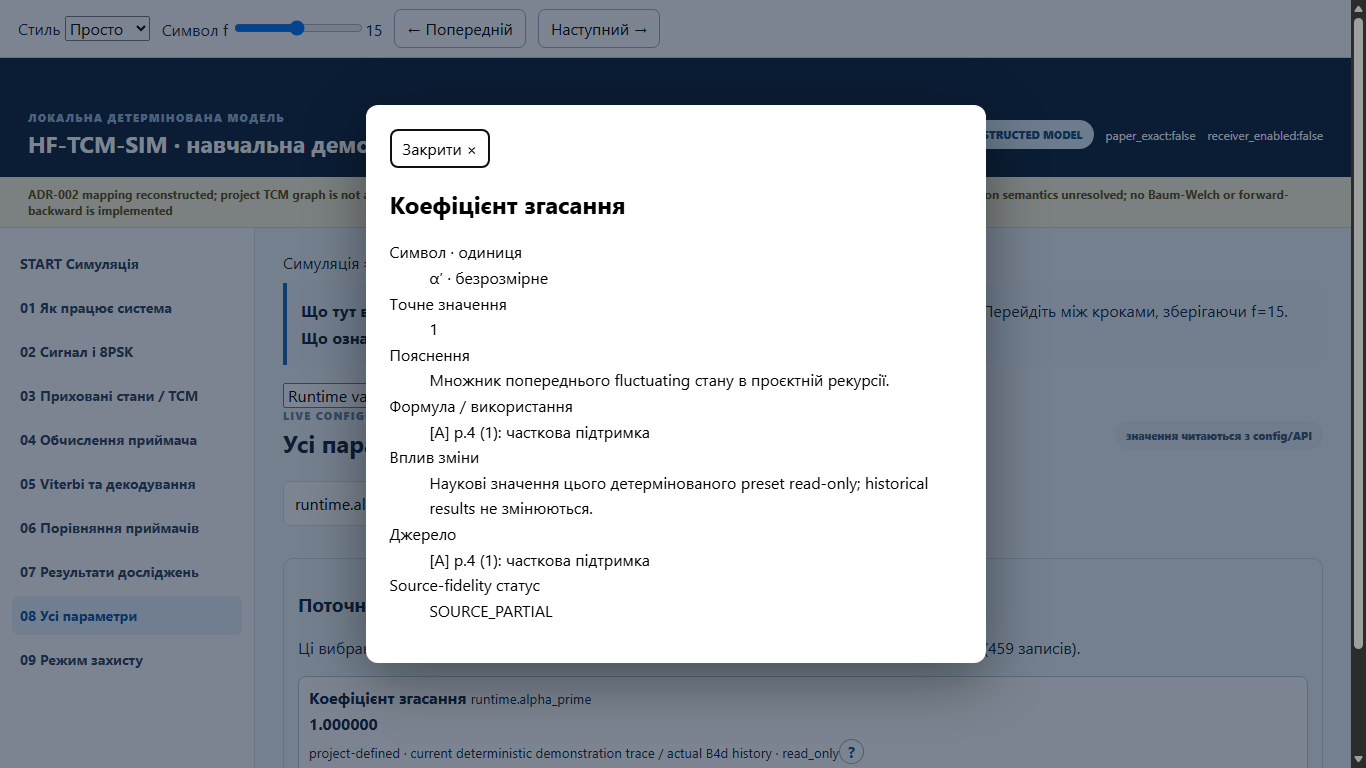 Стиль Просто Символ f 15 ← Попередній Наступний →
ЛОКАЛЬНА ДЕТЕРМІНОВАНА МОДЕЛЬ
HF-TCM-SIM · навчальна демо
STRUCTED MODEL paper_exact:false receiver_enabled:false
ADR-002 mapping reconstructed; project TCM graph is not on semantics unresolved; no Baum-Welch or forward-
backward is implemented
START Симуляція
01 Як працює система
02 Сигнал і 8PSK
03 Приховані стани / TCM
04 Обчислення приймача
05 Viterbi та декодування
06 Порівняння приймачів
07 Результати досліджень
08 Усі параметри
09 Режим захисту
Симуляція
Що тут Перейдіть між кроками, зберігаючи f=15.
Що озна
Runtime va
LIVE CONFIG
Усі пара
значення читаються з config/API
runtime.al
Поточн
Ці вибра (459 записів).
Коефіцієнт згасання runtime.alpha_prime
1.000000
project-defined · current deterministic demonstration trace / actual B4d history · read_only ?
Закрити ×
Коефіцієнт згасання
Символ · одиниця
α′ · безрозмірне
Точне значення
1
Пояснення
Множник попереднього fluctuating стану в проєктній рекурсії.
Формула / використання
[A] p.4 (1): часткова підтримка
Вплив зміни
Наукові значення цього детермінованого preset read-only; historical
results не змінюються.
Джерело
[A] p.4 (1): часткова підтримка
Source-fidelity статус
SOURCE_PARTIAL